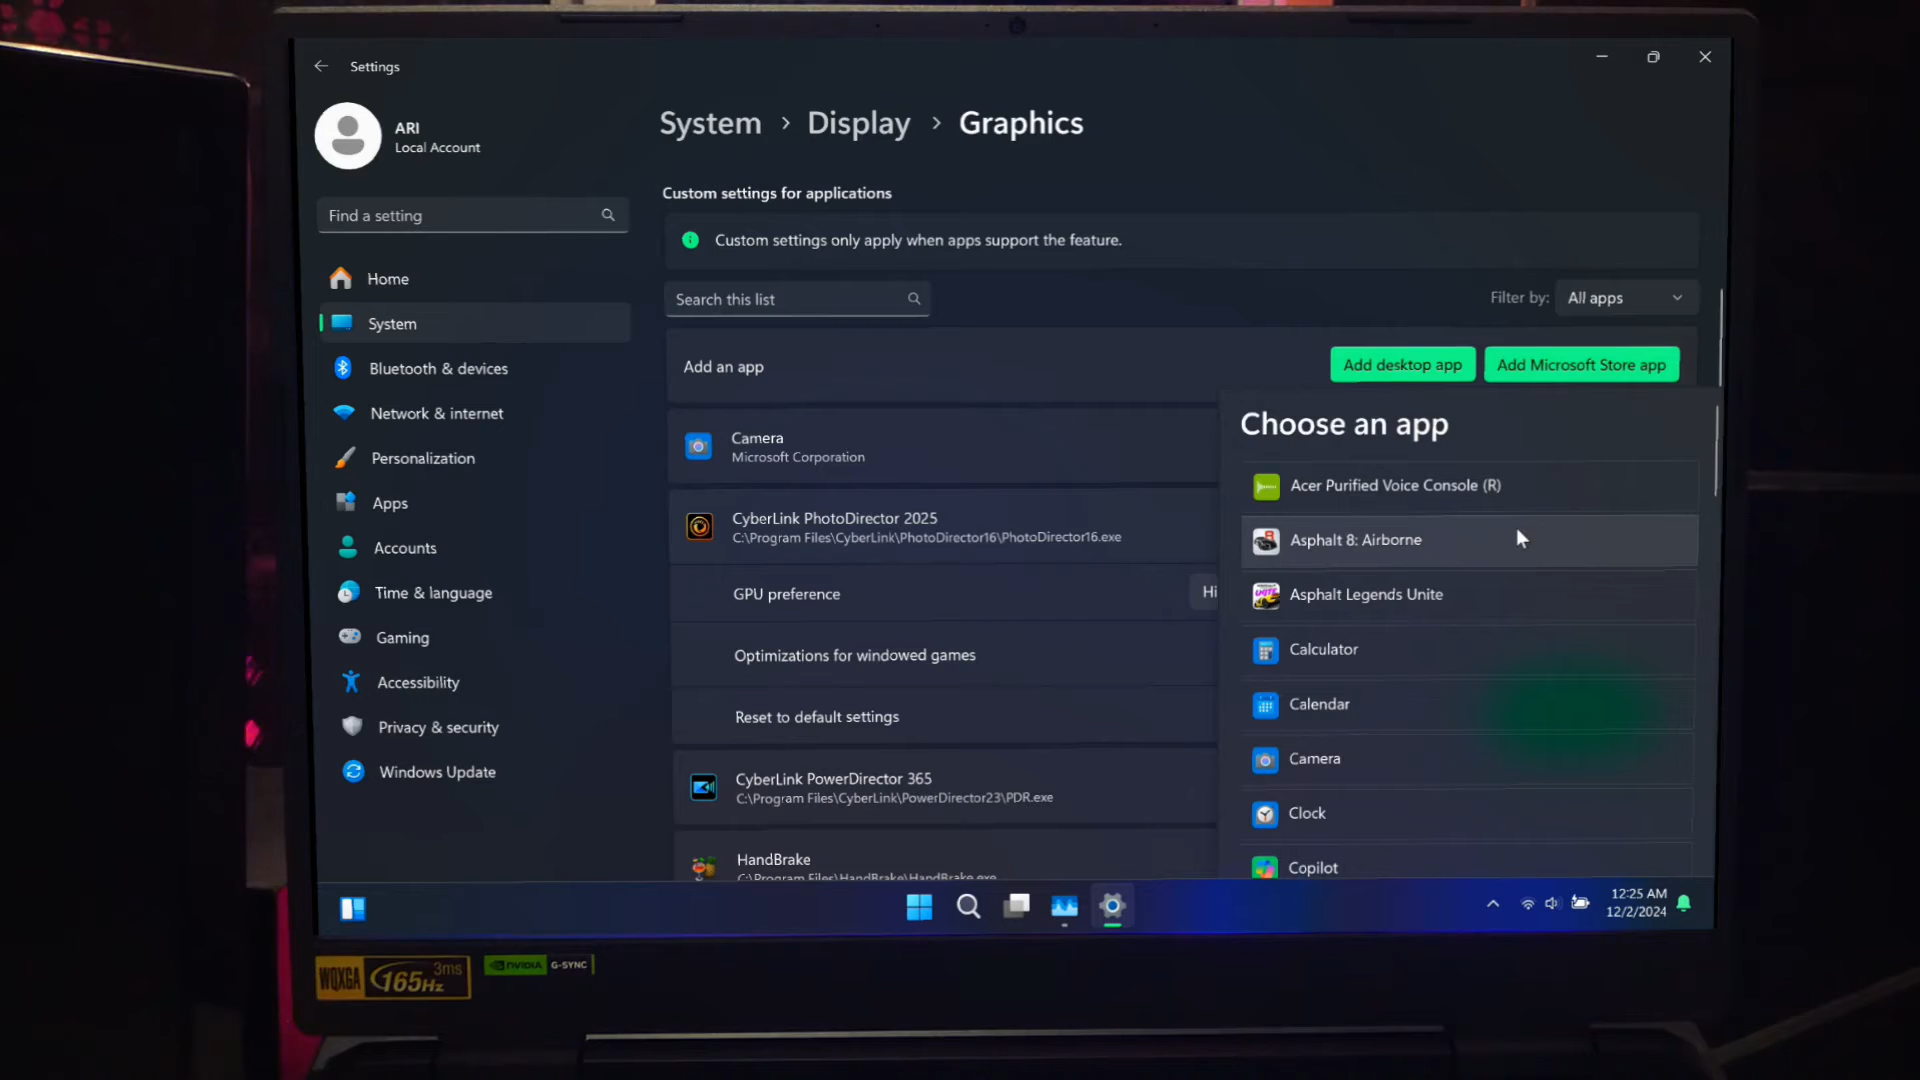 Settings
ARI
Local Account
Find a setting
Home
System
Bluetooth & devices
Network & internet
Personalization
Apps
Accounts
Time & language
Gaming
Accessibility
Privacy & security
Windows Update
System > Display > Graphics
Custom settings for applications
Custom settings only apply when apps support the feature.
Search this list
Filter by: All apps
Add an app
Add desktop app
Add Microsoft Store app
Camera
Microsoft Corporation
CyberLink PhotoDirector 2025
C:\Program Files\CyberLink\PhotoDirector16\PhotoDirector16.exe
GPU preference
Hi
Optimizations for windowed games
Reset to default settings
CyberLink PowerDirector 365
C:\Program Files\CyberLink\PowerDirector23\PDR.exe
HandBrake
C:\Program Files\HandBrake\HandBrake.exe
Choose an app
Acer Purified Voice Console (R)
Asphalt 8: Airborne
Asphalt Legends Unite
Calculator
Calendar
Camera
Clock
Copilot
12:25 AM
12/2/2024
WQXGA 165Hz 3ms
NVIDIA G-SYNC